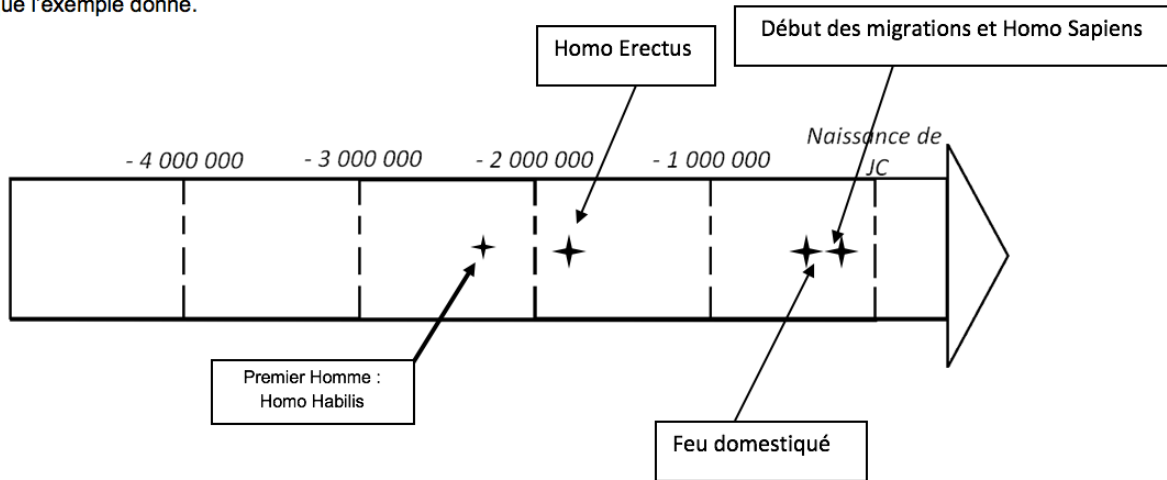 ue l'exemple donné.
Homo Erectus
Début des migrations et Homo Sapiens
- 4 000 000
- 3 000 000
- 2 000 000
- 1 000 000
Naissance de
JC
Premier Homme :
Homo Habilis
Feu domestiqué